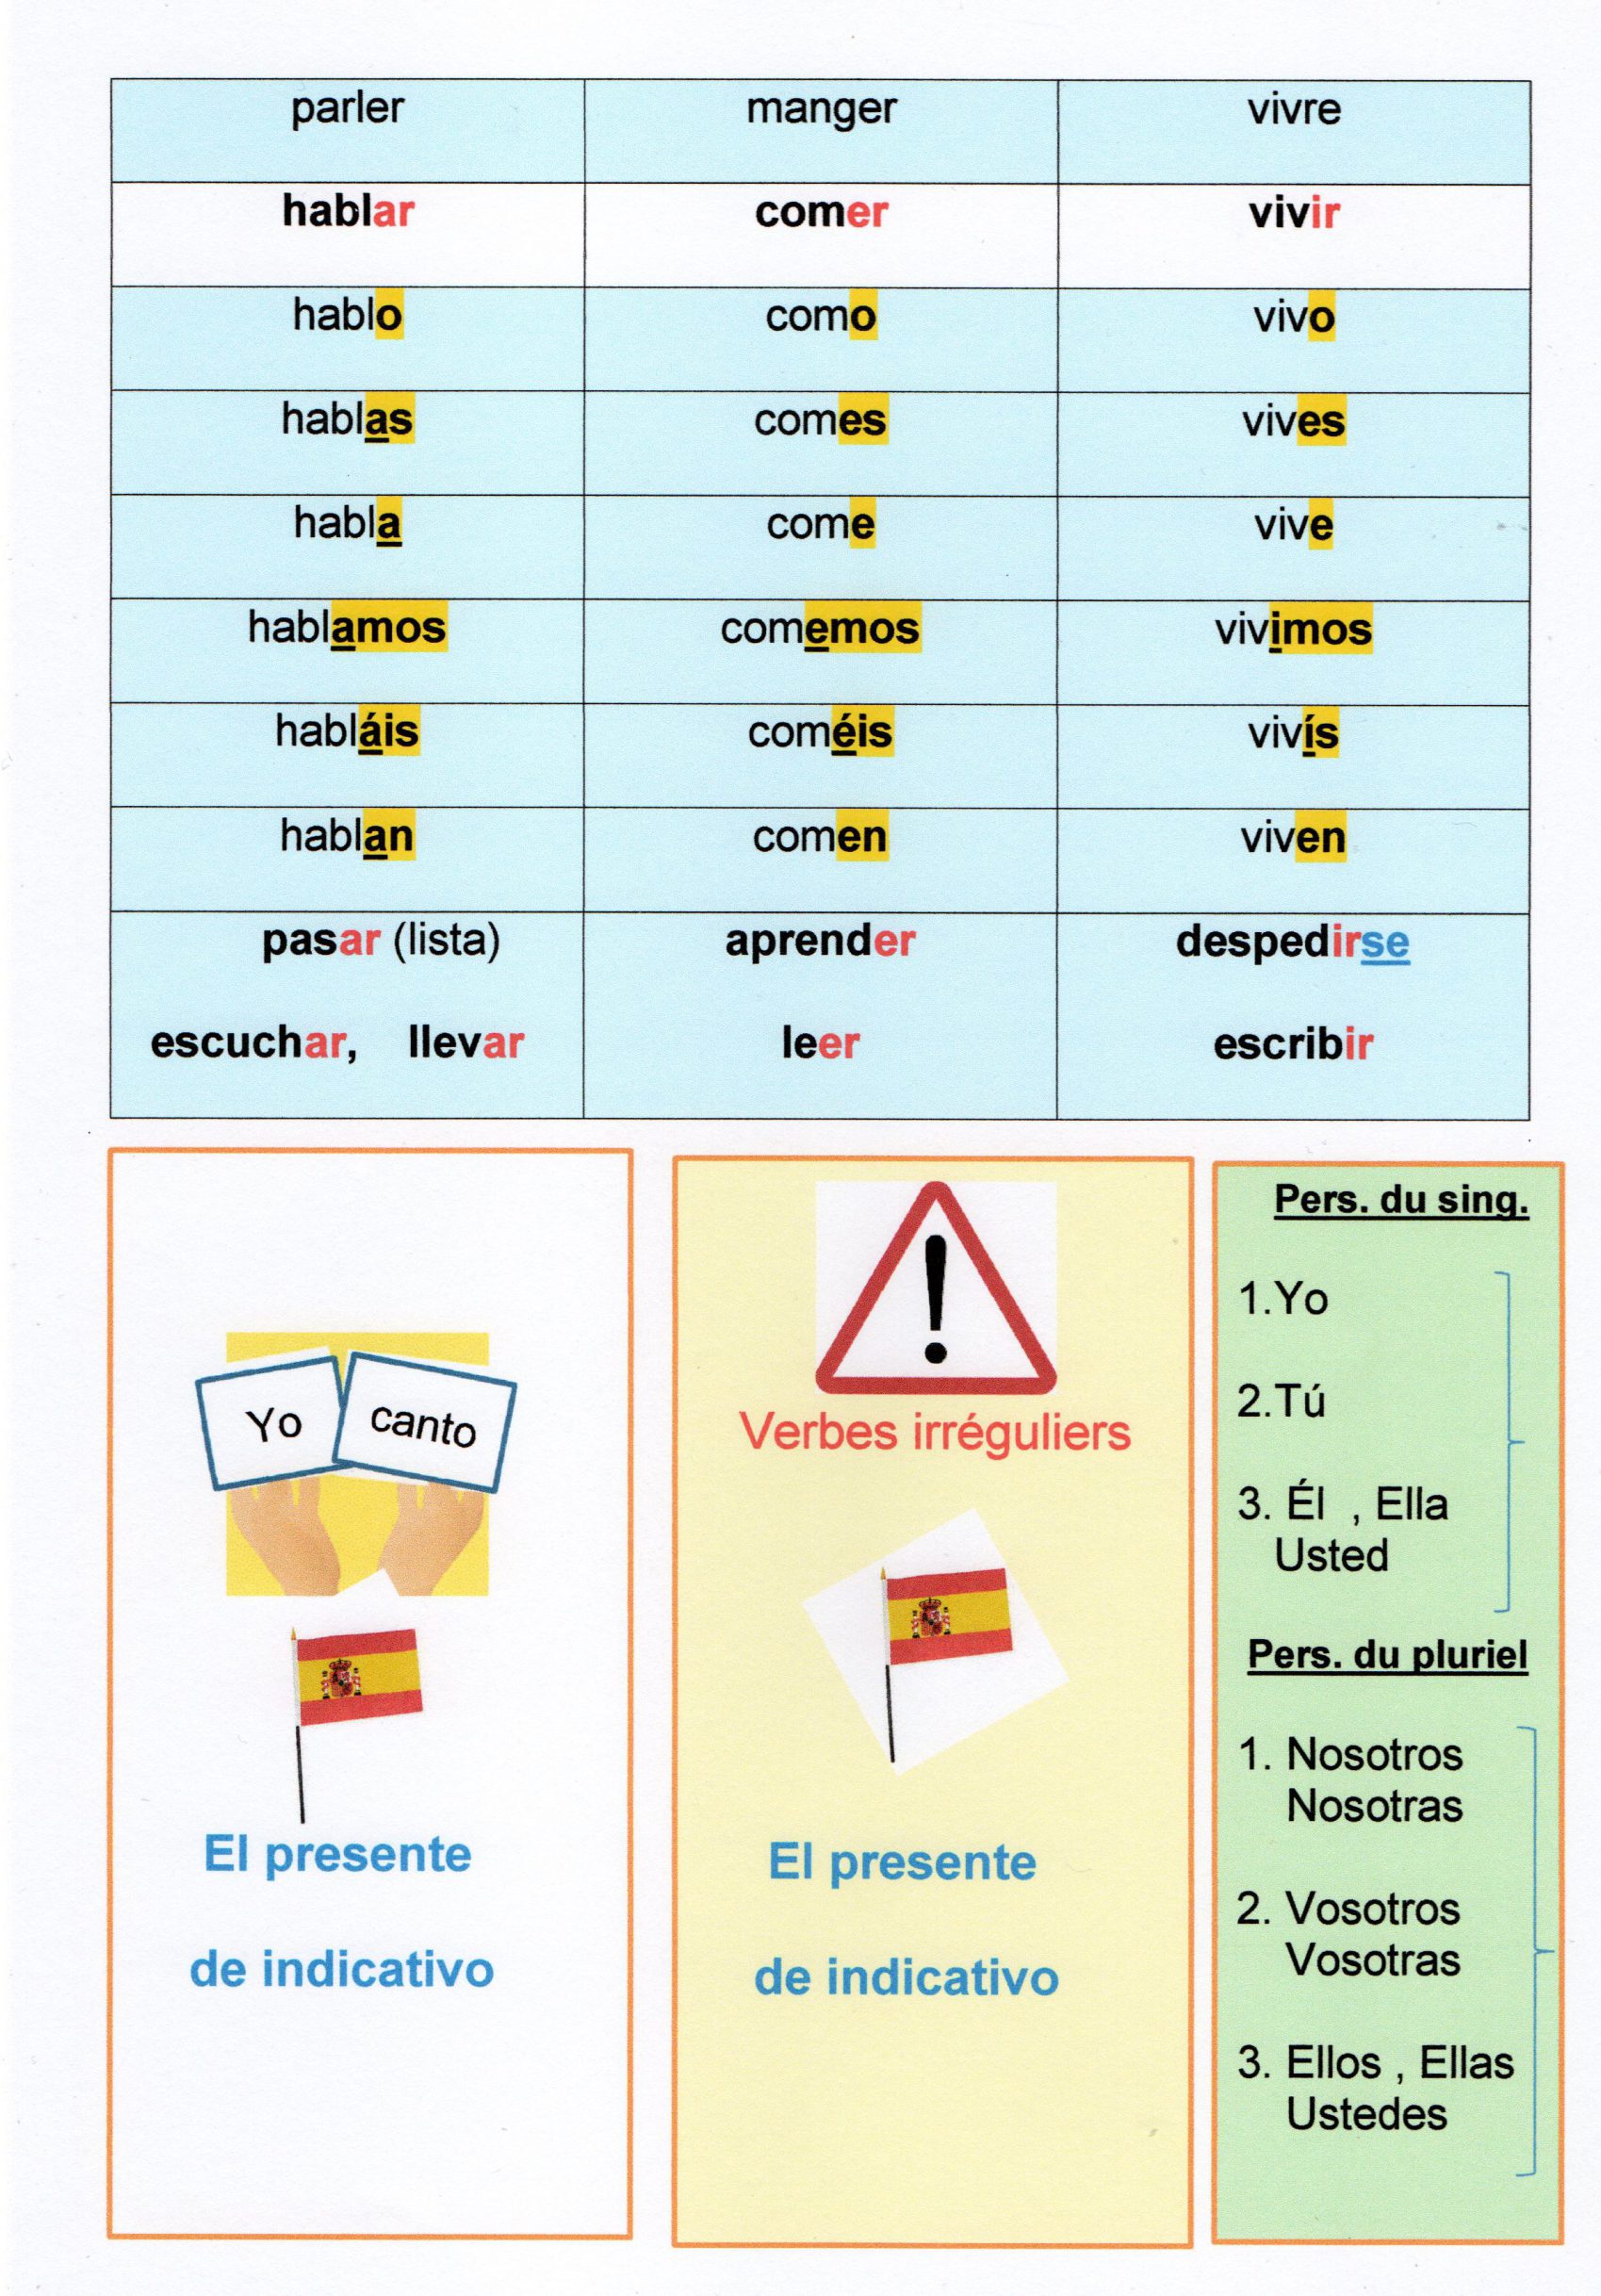 parler manger vivre
hablar comer vivir
hablo como vivo
hablas comes vives
habla come vive
hablamos comemos vivimos
habláis coméis vivís
hablan comen viven
pasar (lista) aprender despedirse
escuchar, llevar leer escribir
Yo canto
El presente
de indicativo
Verbes irréguliers
El presente
de indicativo
Pers. du sing.
1.Yo
2.Tú
3. Él , Ella
Usted
Pers. du pluriel
1. Nosotros
Nosotras
2. Vosotros
Vosotras
3. Ellos , Ellas
Ustedes